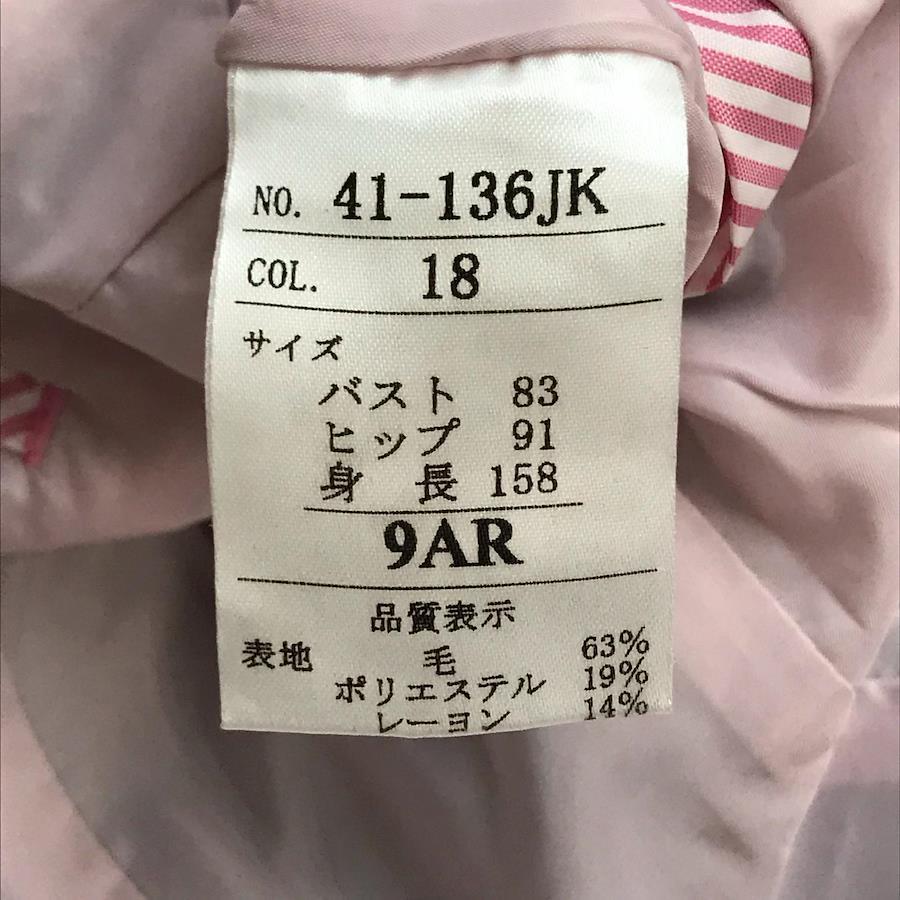 NO. 41-136JK
COL. 18
サイズ
バスト 83
ヒップ 91
身長 158
9AR
品質表示
表地 毛 63%
ポリエステル 19%
レーヨン 14%